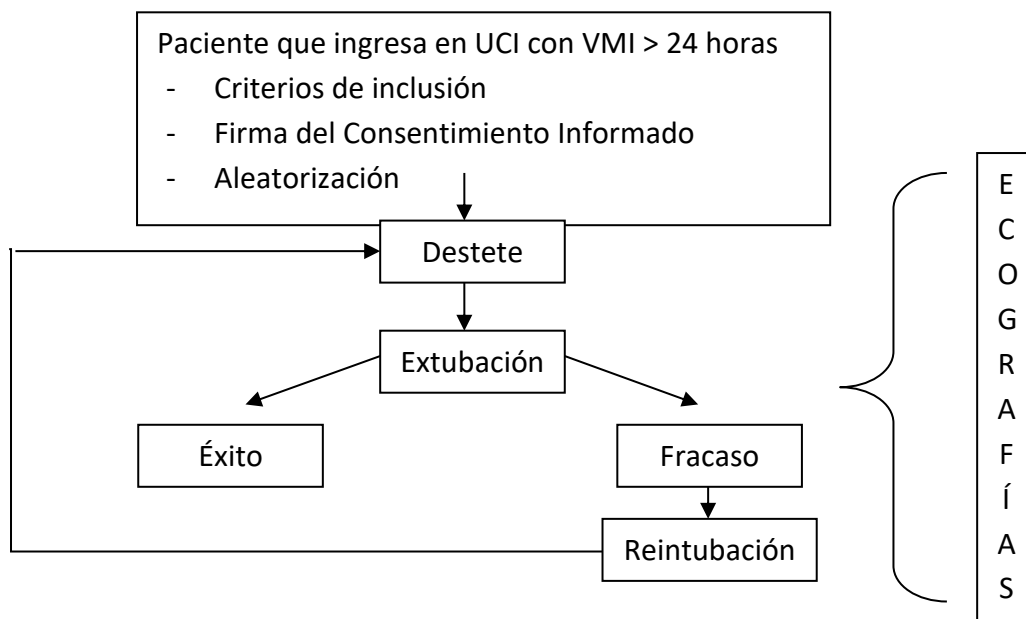 Paciente que ingresa en UCI con VMI > 24 horas
- Criterios de inclusión
- Firma del Consentimiento Informado
- Aleatorización
Destete
Extubación
Éxito
Fracaso
Reintubación
E
C
O
G
R
A
F
Í
A
S